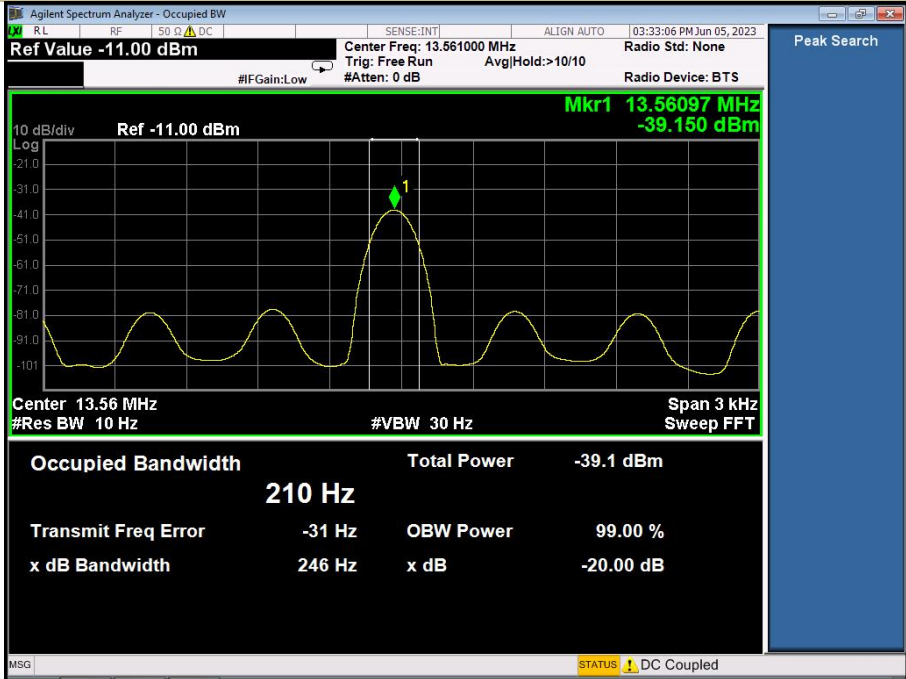 Agilent Spectrum Analyzer - Occupied BW
LXI RL RF 50 Ω DC SENSE:INT ALIGN AUTO 03:33:06 PM Jun 05, 2023
Ref Value -11.00 dBm Center Freq: 13.561000 MHz Radio Std: None
Trig: Free Run Avg|Hold:>10/10
#IFGain:Low #Atten: 0 dB Radio Device: BTS
Peak Search
Mkr1 13.56097 MHz
10 dB/div Ref -11.00 dBm -39.150 dBm
Log
-21.0
-31.0
1
-41.0
-51.0
-61.0
-71.0
-81.0
-91.0
-101
Center 13.56 MHz Span 3 kHz
#Res BW 10 Hz #VBW 30 Hz Sweep FFT
Occupied Bandwidth Total Power -39.1 dBm
210 Hz
Transmit Freq Error -31 Hz OBW Power 99.00 %
x dB Bandwidth 246 Hz x dB -20.00 dB
MSG STATUS DC Coupled